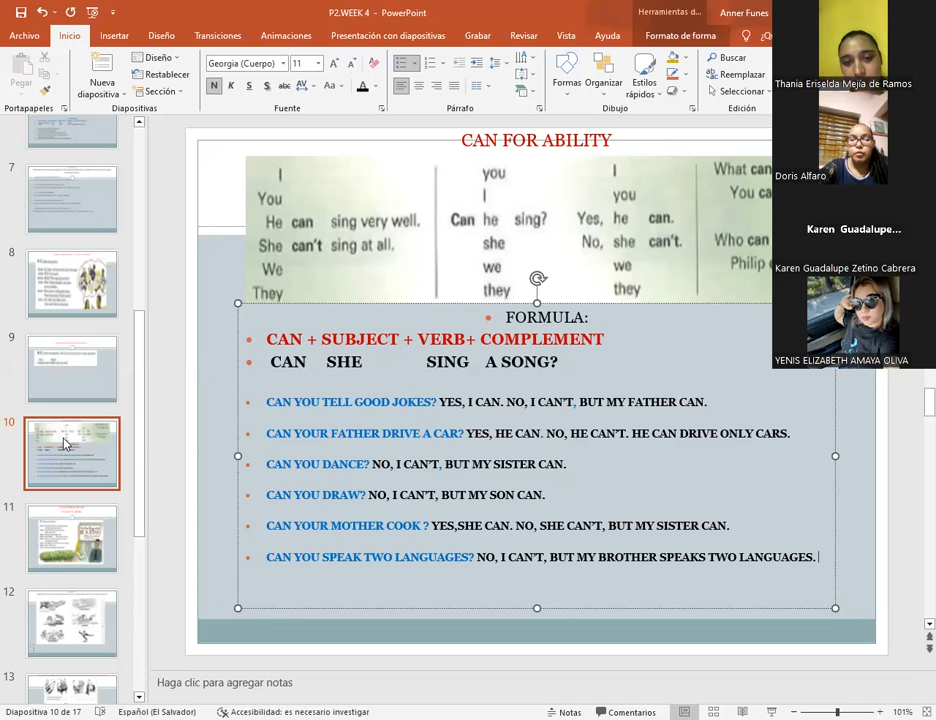 P2.WEEK 4 - PowerPoint
Herramientas d...
Anner Funes
Archivo
Inicio
Insertar
Diseño
Transiciones
Animaciones
Presentación con diapositivas
Grabar
Revisar
Vista
Ayuda
Formato de forma
Pegar
Nueva diapositiva
Diseño
Restablecer
Sección
Georgia (Cuerpo)
11
N K S abc AV Aa A
Formas
Organizar
Estilos rápidos
Buscar
Reemplazar
Seleccionar
Portapapeles
Diapositivas
Fuente
Párrafo
Dibujo
Edición
Thania Eriselda Mejia de Ramos
Doris Alfaro
Karen Guadalupe...
Karen Guadalupe Zetino Cabrera
YENIS ELIZABETH AMAYA OLIVA
7
8
9
10
11
12
13
CAN FOR ABILITY
I
You
He can sing very well.
She can't sing at all.
We
They
you
I
Can he sing?
she
we
they
I
you
Yes, he can.
No, she can't.
we
they
What can
You ca
Who can
Philip
FORMULA:
CAN + SUBJECT + VERB+ COMPLEMENT
CAN SHE SING A SONG?
CAN YOU TELL GOOD JOKES? YES, I CAN. NO, I CAN'T, BUT MY FATHER CAN.
CAN YOUR FATHER DRIVE A CAR? YES, HE CAN. NO, HE CAN'T. HE CAN DRIVE ONLY CARS.
CAN YOU DANCE? NO, I CAN'T, BUT MY SISTER CAN.
CAN YOU DRAW? NO, I CAN'T, BUT MY SON CAN.
CAN YOUR MOTHER COOK ? YES,SHE CAN. NO, SHE CAN'T, BUT MY SISTER CAN.
CAN YOU SPEAK TWO LANGUAGES? NO, I CAN'T, BUT MY BROTHER SPEAKS TWO LANGUAGES.
Haga clic para agregar notas
Diapositiva 10 de 17
Español (El Salvador)
Accesibilidad: es necesario investigar
Notas
Comentarios
101%